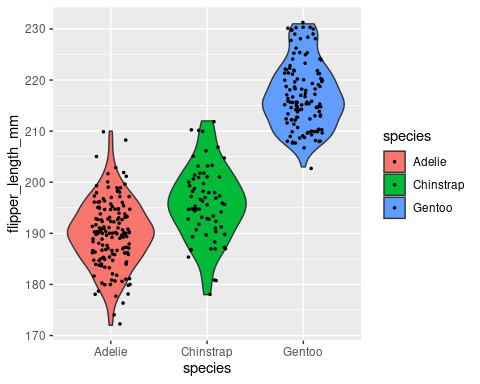 230
220
210
200
190
180
170
flipper_length_mm
Adelie
Chinstrap
Gentoo
species
species
Adelie
Chinstrap
Gentoo